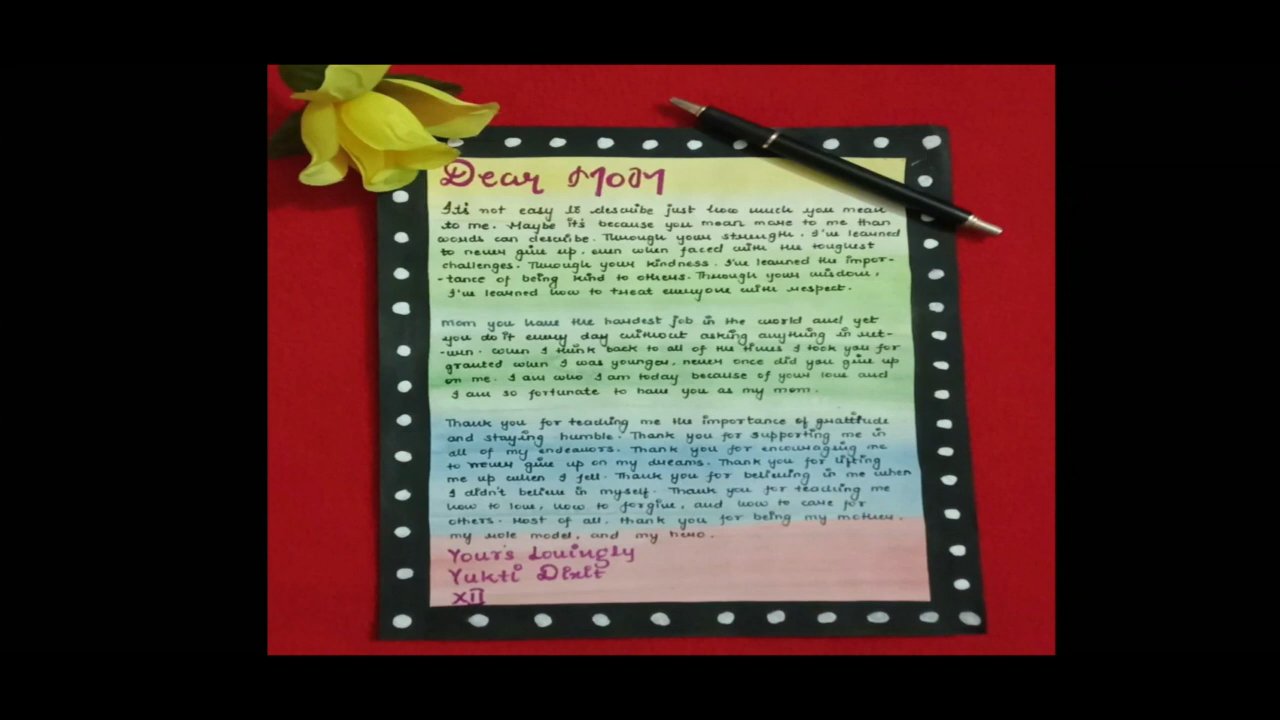 Dear Mom
It's not easy to describe just how much you mean
to me. Maybe it's because you mean more to me than
words can describe. Through your strength, I've learned
to never give up, even when faced with the toughest
challenges. Through your kindness, I've learned the impor-
-tance of being kind to others. Through your wisdom,
I've learned how to treat everyone with respect.
Mom you have the hardest job in the world and yet
you do it every day without asking anything in ret-
-urn. When I think back to all of the times I took you for
granted when I was younger, never once did you give up
on me. I am who I am today because of your love and
I am so fortunate to have you as my mom.
Thank you for teaching me the importance of gratitude
and staying humble. Thank you for supporting me in
all of my endeavors. Thank you for encouraging me
to never give up on my dreams. Thank you for lifting
me up when I fell. Thank you for believing in me when
I didn't believe in myself. Thank you for teaching me
how to love, how to forgive, and how to care for
others. Most of all, thank you for being my mother,
my role model, and my hero.
Your's Lovingly
Yukti Dixit
XII